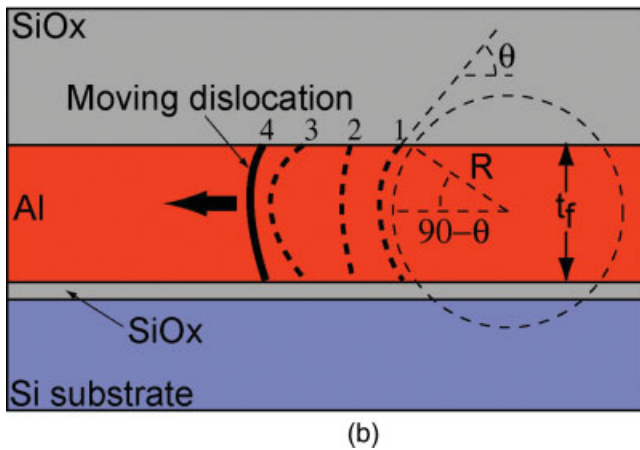 SiOx
θ
Moving dislocation
4 3 2 1
R
Al
t_f
90-θ
SiOx
Si substrate
(b)